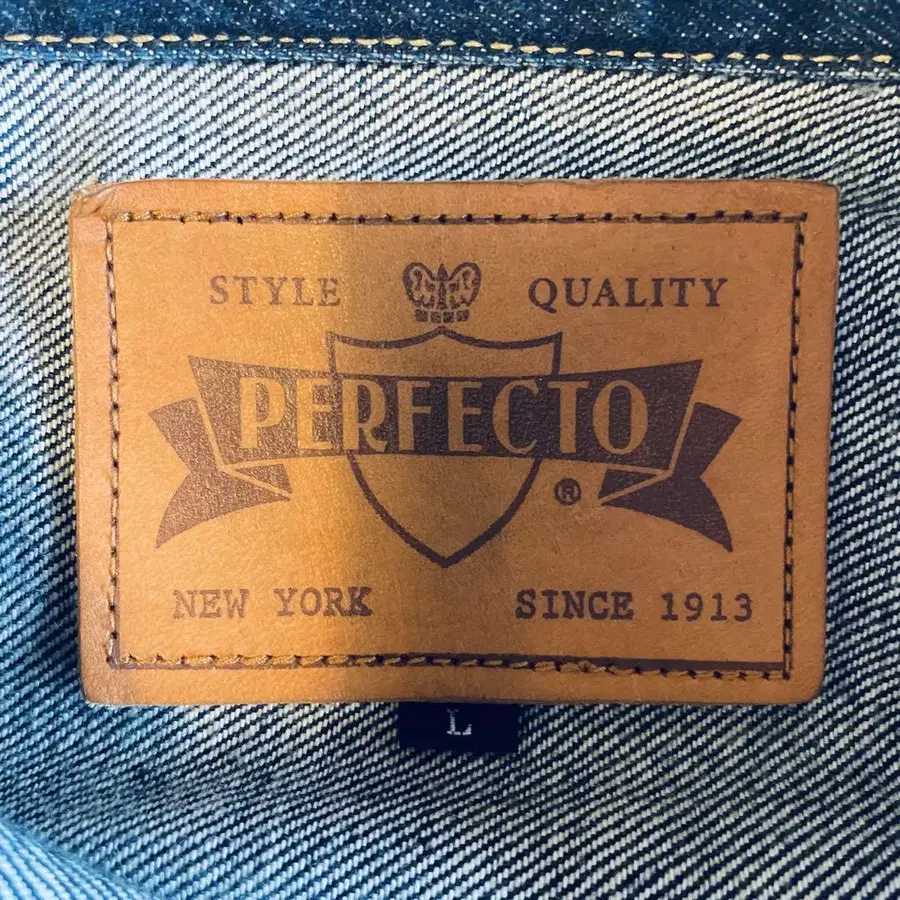 STYLE QUALITY
PERFECTO
®
NEW YORK SINCE 1913
L